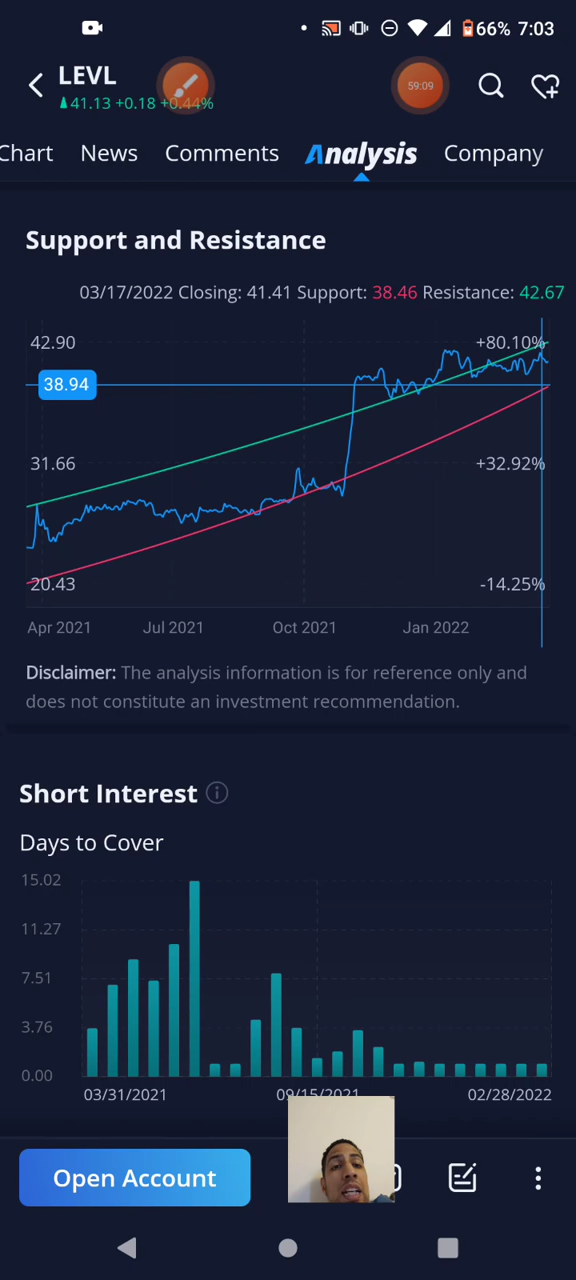 66% 7:03
LEVL
41.13 +0.18 +0.44%
59:09
Chart News Comments Analysis Company
Support and Resistance
03/17/2022 Closing: 41.41 Support: 38.46 Resistance: 42.67
42.90 +80.10%
38.94
31.66 +32.92%
20.43 -14.25%
Apr 2021 Jul 2021 Oct 2021 Jan 2022
Disclaimer: The analysis information is for reference only and
does not constitute an investment recommendation.
Short Interest
Days to Cover
15.02
11.27
7.51
3.76
0.00
03/31/2021 09/15/2021 02/28/2022
Open Account